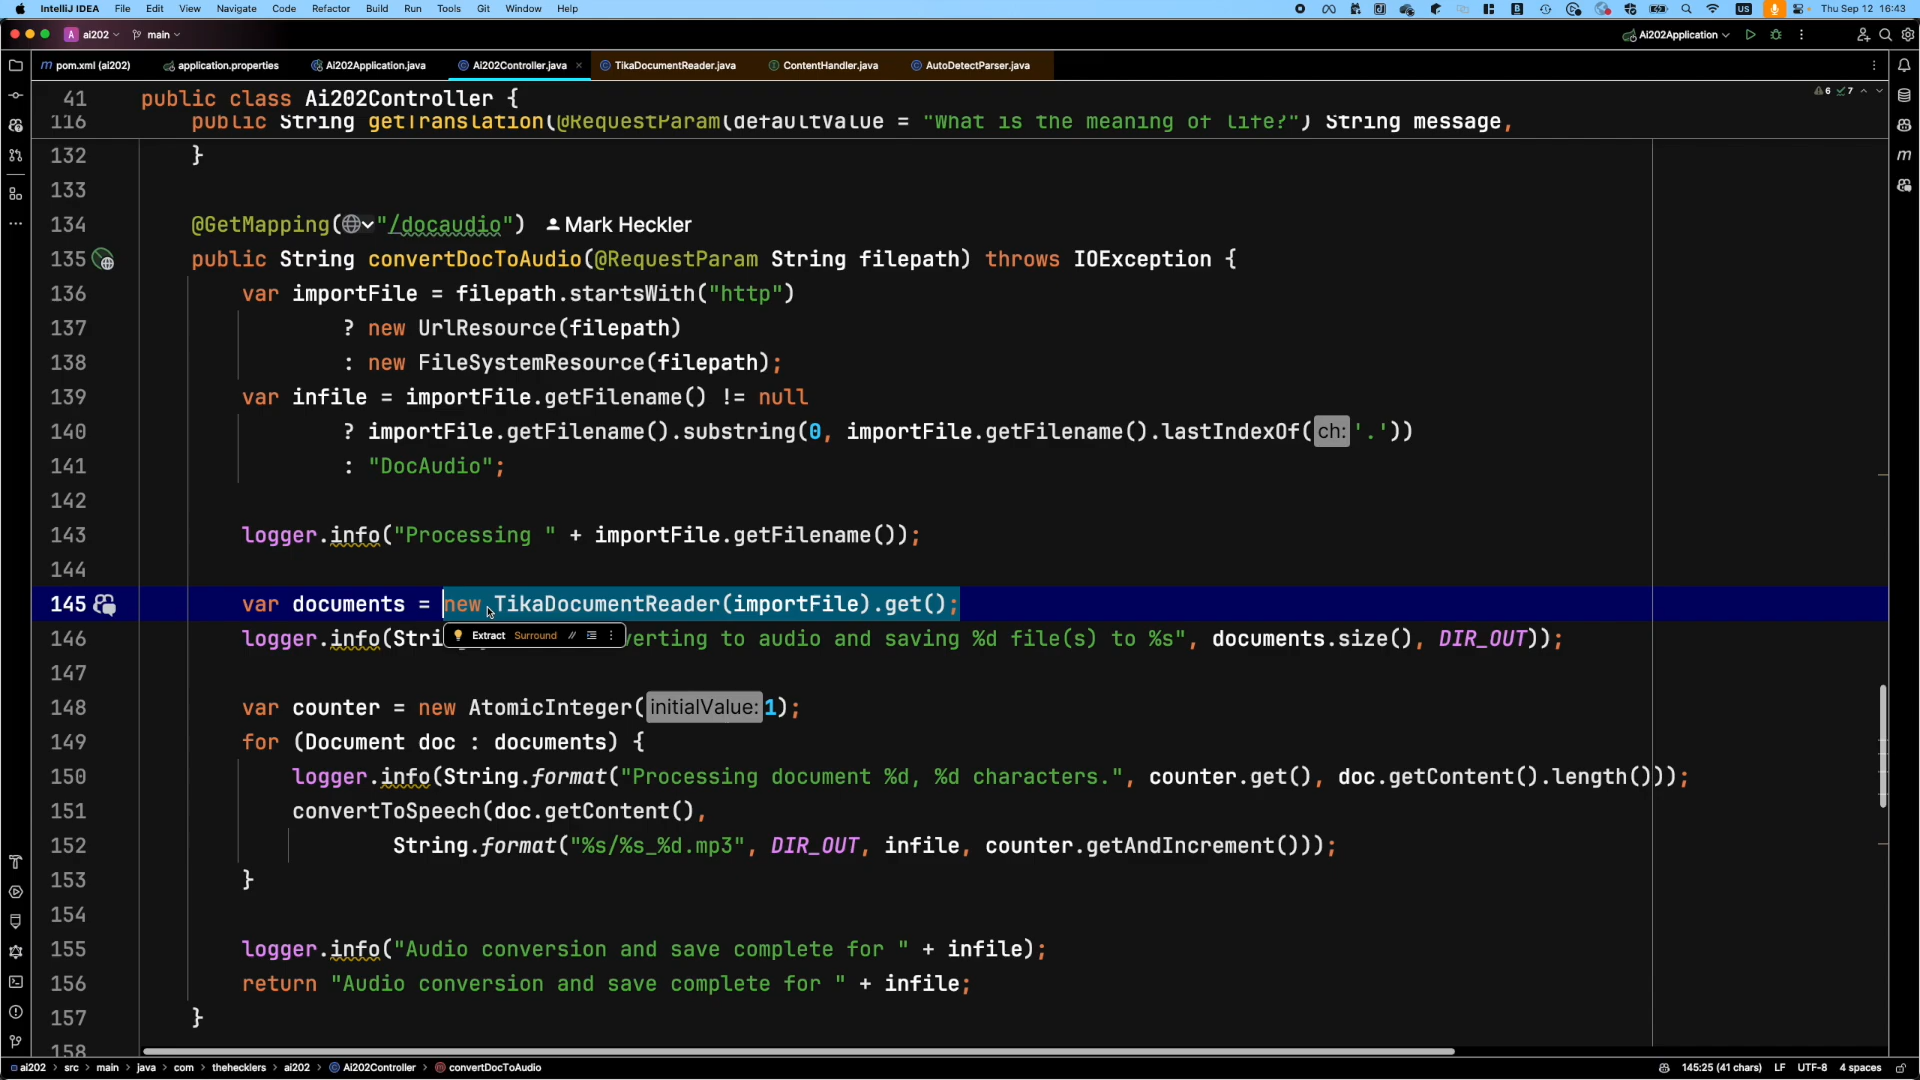 IntelliJ IDEA File Edit View Navigate Code Refactor Build Run Tools Git Window Help US Thu Sep 12 16:43
A ai202 main Ai202Application
m pom.xml (ai202) application.properties Ai202Application.java Ai202Controller.java TikaDocumentReader.java ContentHandler.java AutoDetectParser.java
41 public class Ai202Controller { 6 7
116 public String getTranslation(@RequestParam(defaultValue = "What is the meaning of life?") String message,
132 }
133
134 @GetMapping("/docaudio") Mark Heckler
135 public String convertDocToAudio(@RequestParam String filepath) throws IOException {
136 var importFile = filepath.startsWith("http")
137 ? new UrlResource(filepath)
138 : new FileSystemResource(filepath);
139 var infile = importFile.getFilename() != null
140 ? importFile.getFilename().substring(0, importFile.getFilename().lastIndexOf( ch: '.'))
141 : "DocAudio";
142
143 logger.info("Processing " + importFile.getFilename());
144
145 var documents = new TikaDocumentReader(importFile).get();
Extract Surround //
146 logger.info(Stri verting to audio and saving %d file(s) to %s", documents.size(), DIR_OUT));
147
148 var counter = new AtomicInteger( initialValue: 1);
149 for (Document doc : documents) {
150 logger.info(String.format("Processing document %d, %d characters.", counter.get(), doc.getContent().length()));
151 convertToSpeech(doc.getContent(),
152 String.format("%s/%s_%d.mp3", DIR_OUT, infile, counter.getAndIncrement()));
153 }
154
155 logger.info("Audio conversion and save complete for " + infile);
156 return "Audio conversion and save complete for " + infile;
157 }
158
ai202 > src > main > java > com > thehecklers > ai202 > Ai202Controller > convertDocToAudio 145:25 (41 chars) LF UTF-8 4 spaces